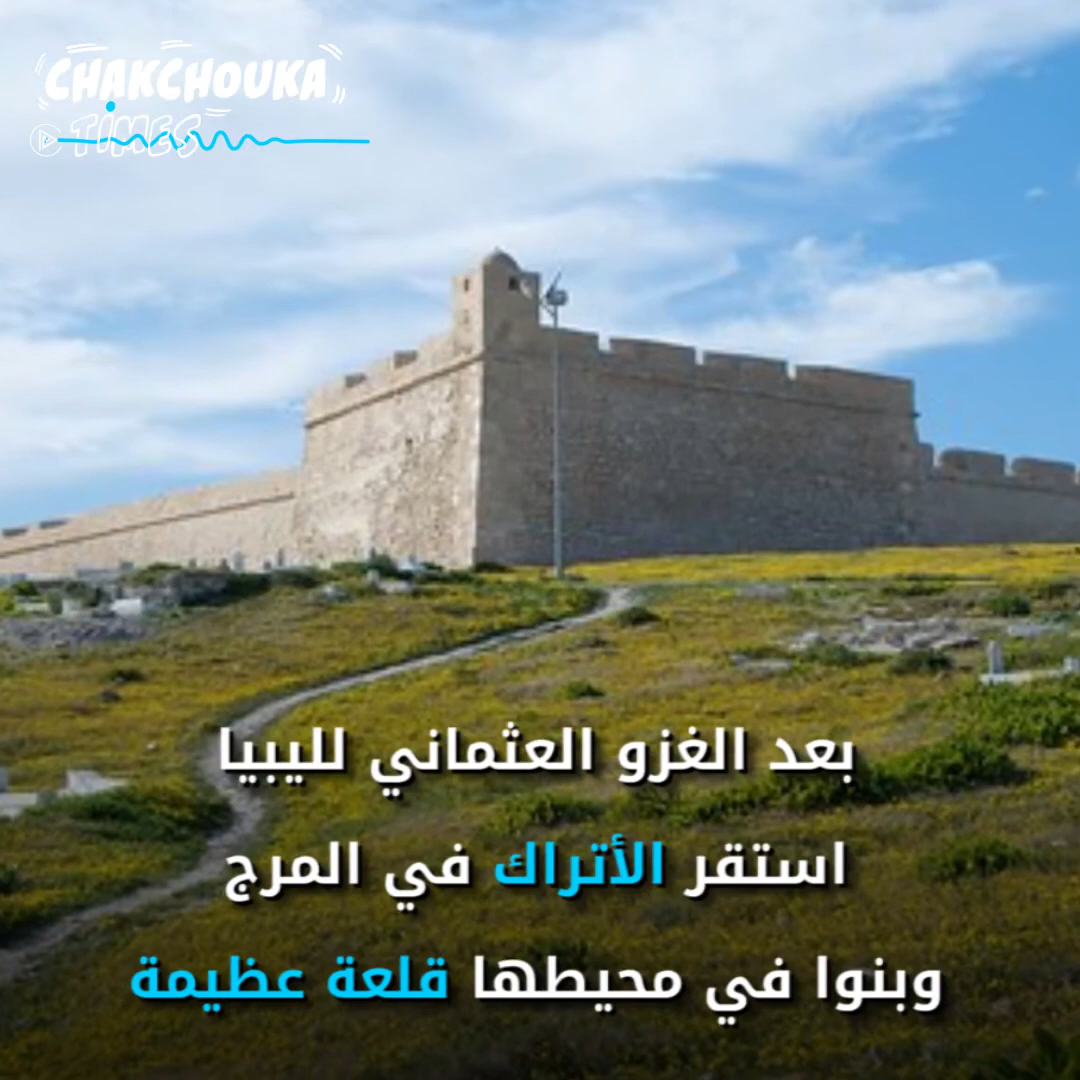 CHAKCHOUKA
TIMES
بعد الغزو العثماني لليبيا
استقر الأتراك في المرج
وبنوا في محيطها قلعة عظيمة